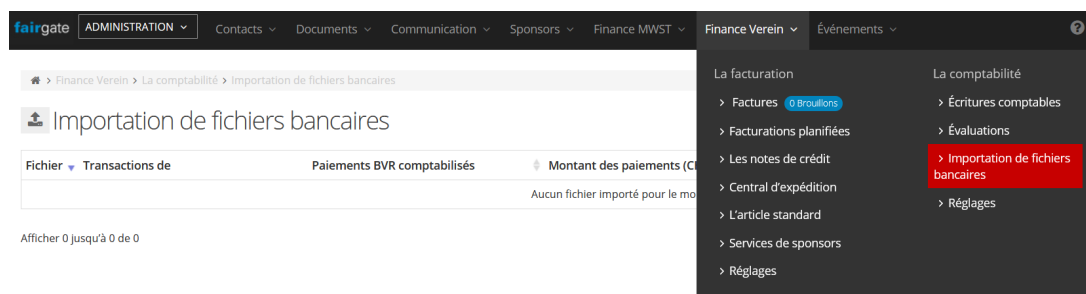 fairgate ADMINISTRATION Contacts Documents Communication Sponsors Finance MWST Finance Verein Événements
> Finance Verein > La comptabilité > Importation de fichiers bancaires
Importation de fichiers bancaires
Fichier Transactions de Paiements BVR comptabilisés Montant des paiements
Aucun fichier importé pour le
Afficher 0 jusqu'à 0 de 0
La facturation
> Factures 0 Brouillons
> Facturations planifiées
> Les notes de crédit
> Central d'expédition
> L'article standard
> Services de sponsors
> Réglages
La comptabilité
> Écritures comptables
> Évaluations
> Importation de fichiers
bancaires
> Réglages